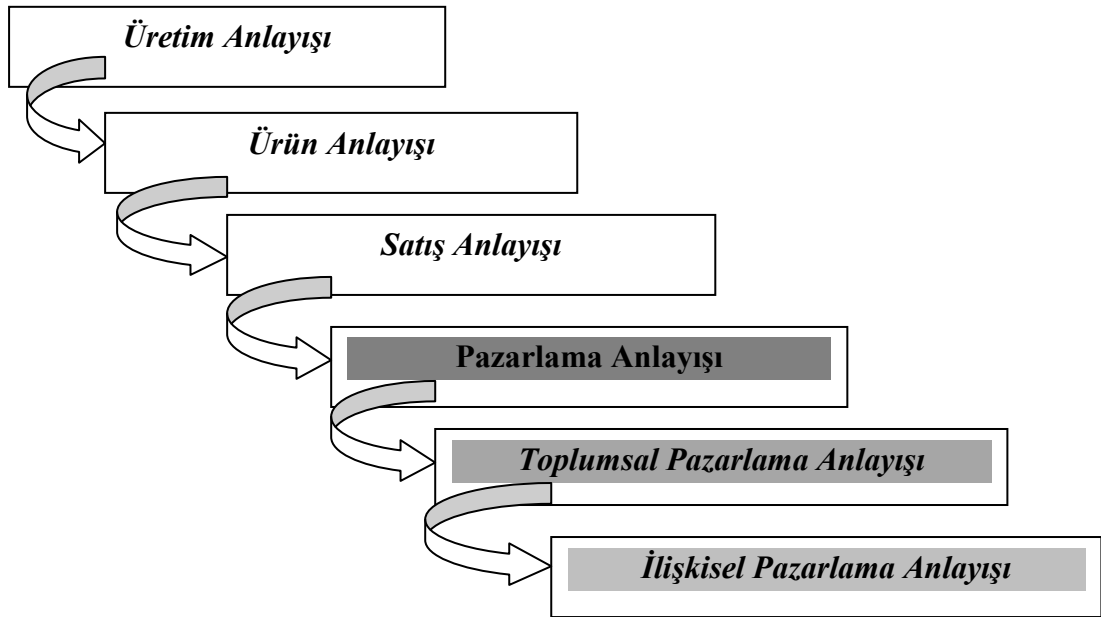 Üretim Anlayışı
Ürün Anlayışı
Satış Anlayışı
Pazarlama Anlayışı
Toplumsal Pazarlama Anlayışı
İlişkisel Pazarlama Anlayışı